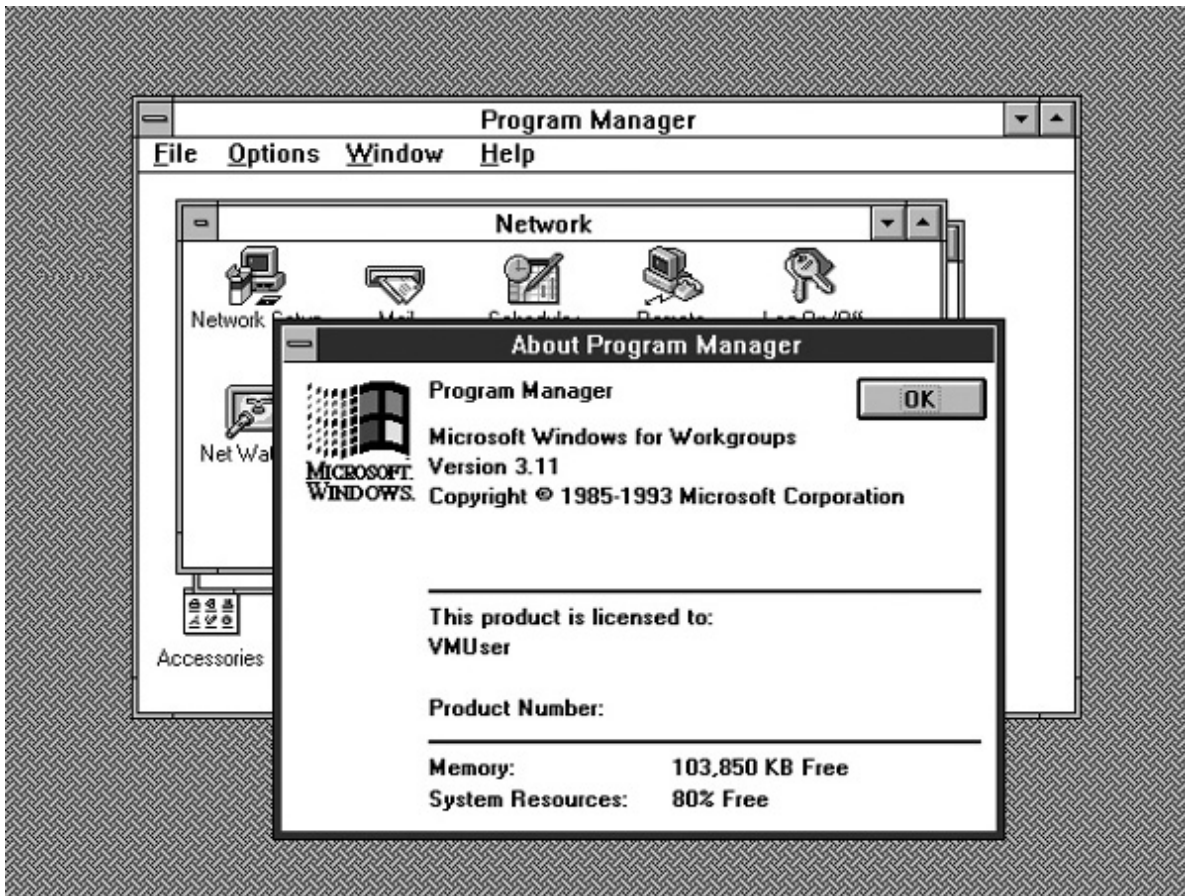 Program Manager
File Options Window Help
Network
Network
Net Wa
Accessories
About Program Manager
MICROSOFT.
WINDOWS.
Program Manager
OK
Microsoft Windows for Workgroups
Version 3.11
Copyright © 1985-1993 Microsoft Corporation
This product is licensed to:
VMUser
Product Number:
Memory: 103,850 KB Free
System Resources: 80% Free